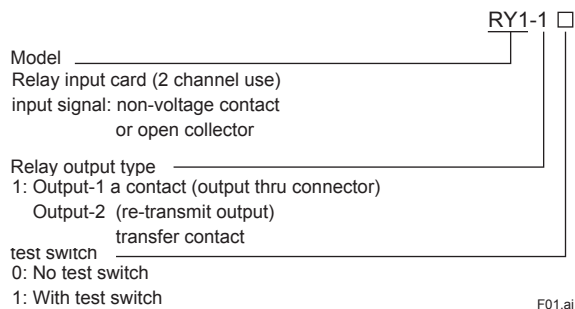 RY1-1 □
Model
Relay input card (2 channel use)
input signal: non-voltage contact
or open collector
Relay output type
1: Output-1 a contact (output thru connector)
Output-2 (re-transmit output)
transfer contact
test switch
0: No test switch
1: With test switch
F01.ai